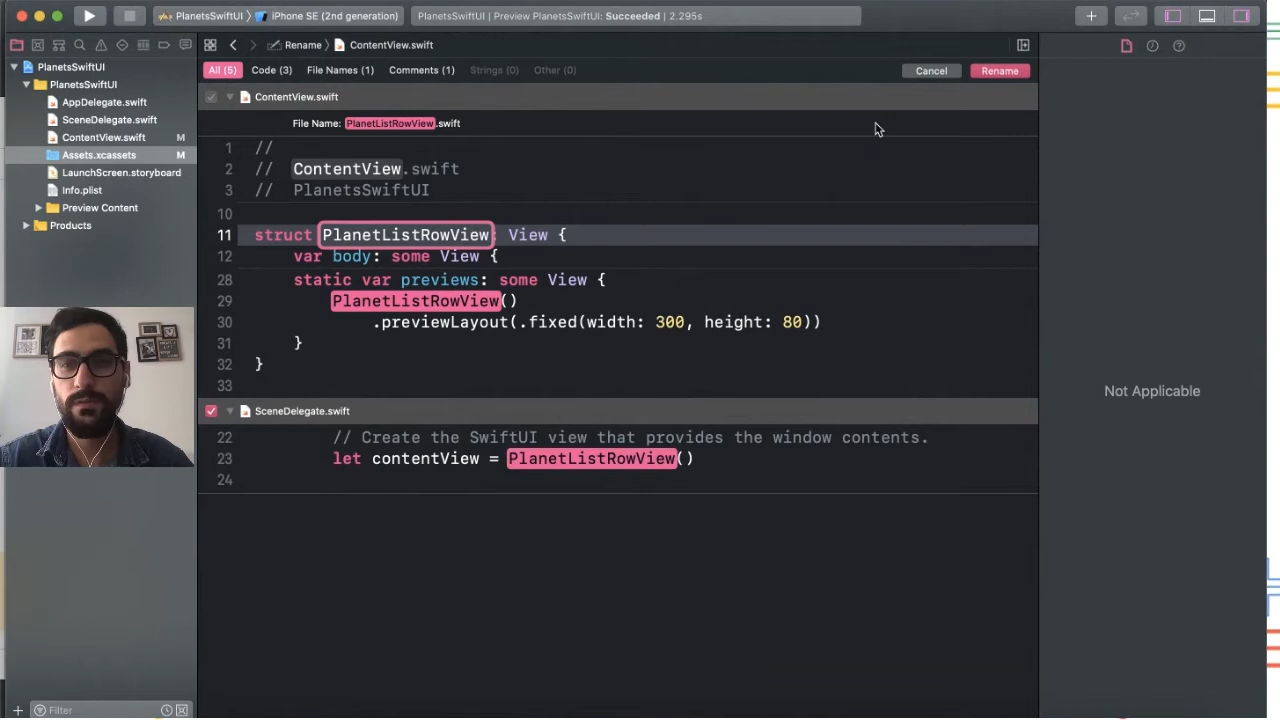 PlanetsSwiftUI 〉 iPhone SE (2nd generation)
PlanetsSwiftUI | Preview PlanetsSwiftUI: Succeeded | 2.295s
Rename 〉 ContentView.swift
All (5) Code (3) File Names (1) Comments (1) Strings (0) Other (0) Cancel Rename
PlanetsSwiftUI
PlanetsSwiftUI
AppDelegate.swift
SceneDelegate.swift
ContentView.swift M
Assets.xcassets M
LaunchScreen.storyboard
Info.plist
Preview Content
Products
Filter
ContentView.swift
File Name: PlanetListRowView.swift
1 //
2 // ContentView.swift
3 // PlanetsSwiftUI
10
11 struct PlanetListRowView: View {
12 var body: some View {
28 static var previews: some View {
29 PlanetListRowView()
30 .previewLayout(.fixed(width: 300, height: 80))
31 }
32 }
33
SceneDelegate.swift
22 // Create the SwiftUI view that provides the window contents.
23 let contentView = PlanetListRowView()
24
Not Applicable